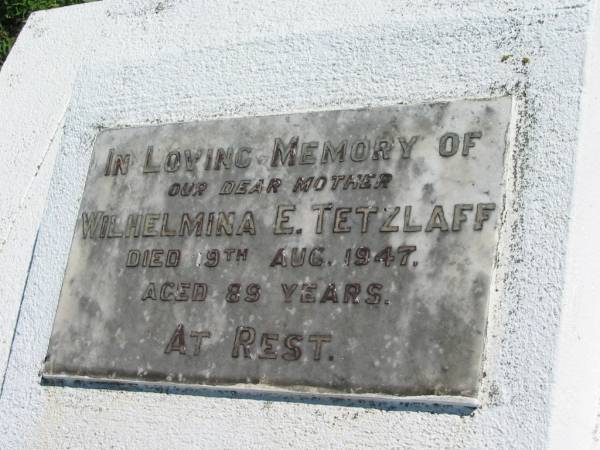 In Loving Memory of
our dear mother
Wilhelmina E. Tetzlaff
died 19th Aug. 1947.
aged 89 years.
At Rest.